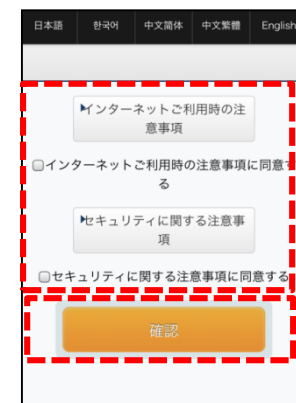 日本語 한국어 中文简体 中文繁體 English
インターネットご利用時の注
意事項
インターネットご利用時の注意事項に同意す
る
セキュリティに関する注意事
項
セキュリティに関する注意事項に同意する
確認